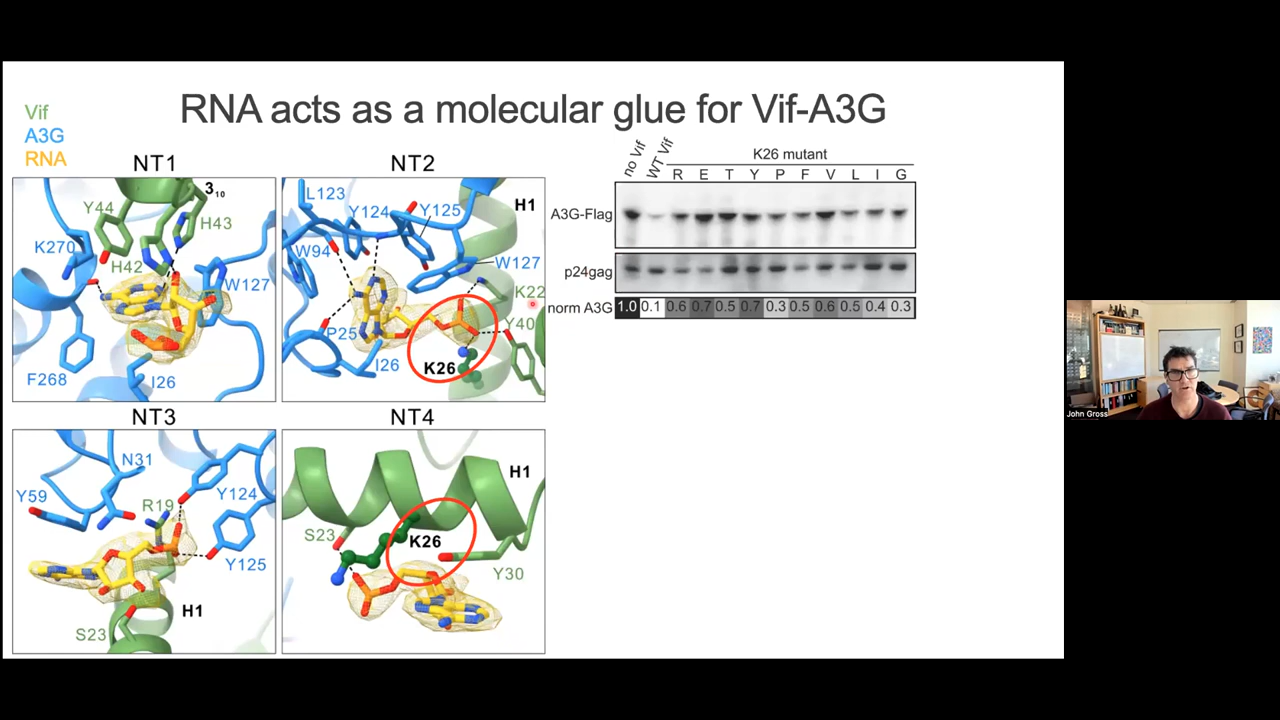 RNA acts as a molecular glue for Vif-A3G
Vif
A3G
RNA
NT1
Y44
3₁₀
H43
K270
H42
W127
F268
I26
NT2
L123
Y124
Y125
H1
W94
W127
K22
P25
Y40
I26
K26
NT3
N31
Y59
R19
Y124
Y125
H1
S23
NT4
H1
S23
K26
Y30
no Vif
WT Vif
K26 mutant
R E T Y P F V L I G
A3G-Flag
p24gag
norm A3G 1.0 0.1 0.6 0.7 0.5 0.7 0.3 0.5 0.6 0.5 0.4 0.3
John Gross